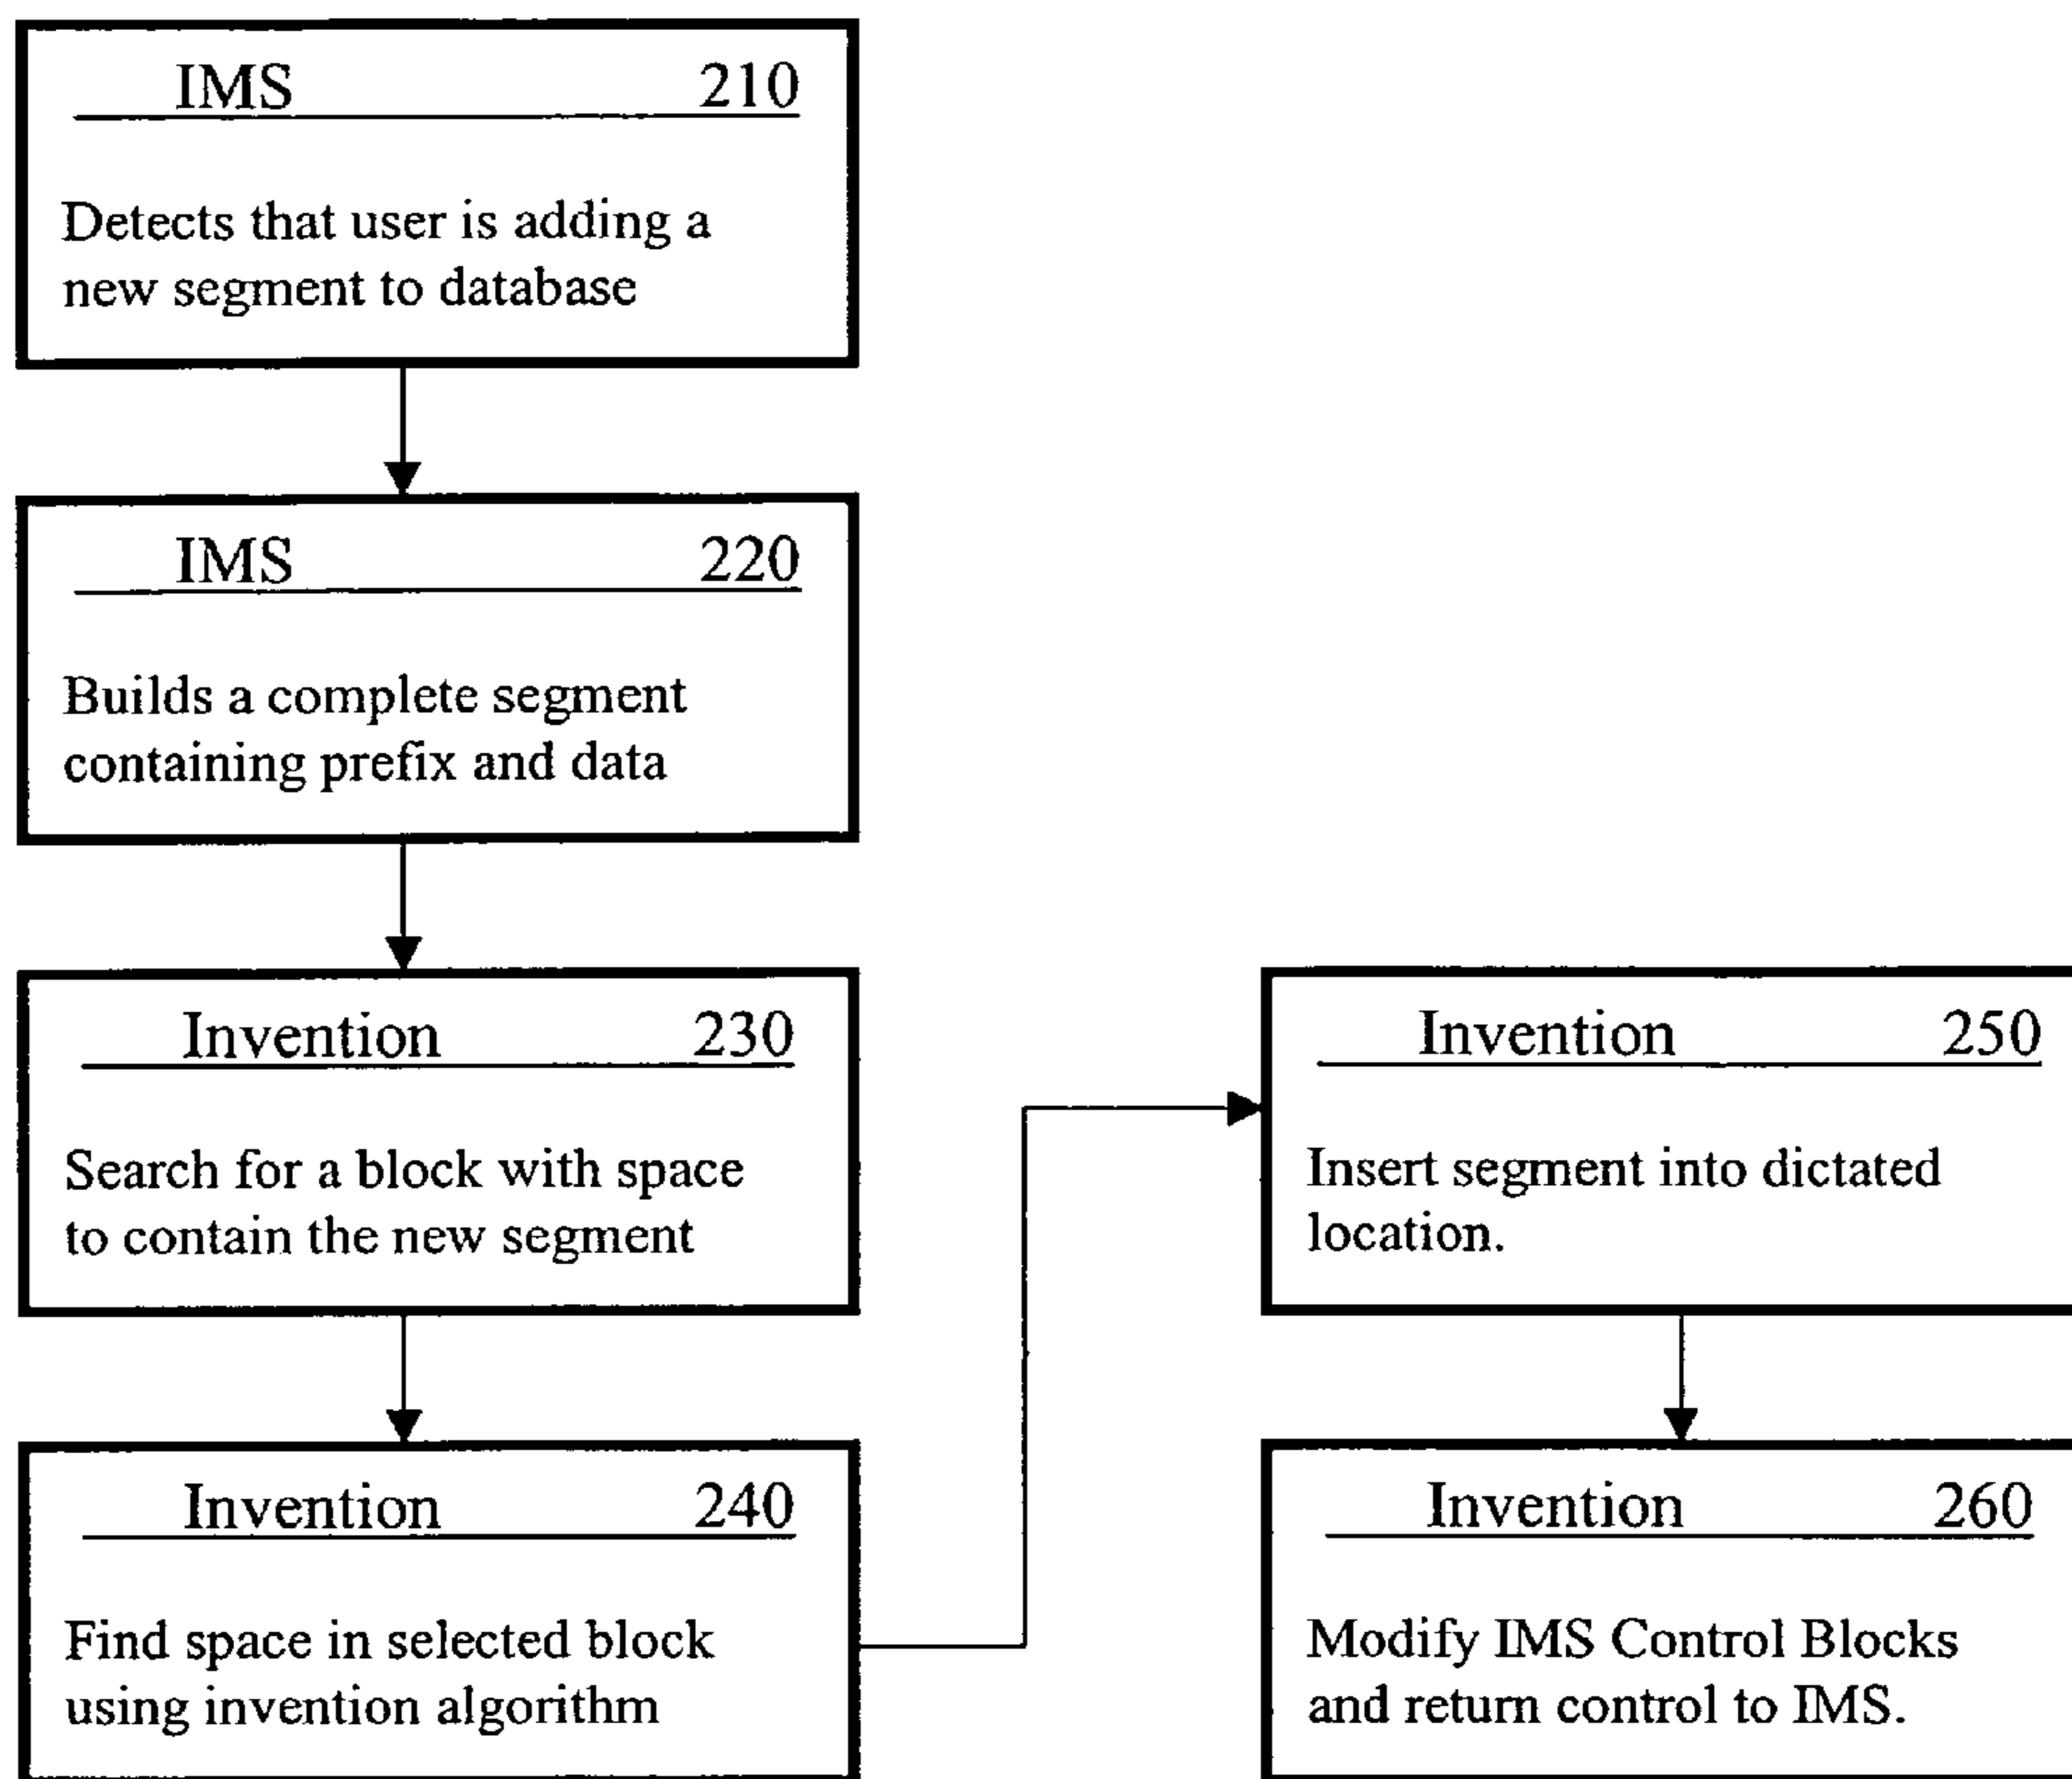 IMS 210
Detects that user is adding a
new segment to database
IMS 220
Builds a complete segment
containing prefix and data
Invention 230
Search for a block with space
to contain the new segment
Invention 240
Find space in selected block
using invention algorithm
Invention 250
Insert segment into dictated
location.
Invention 260
Modify IMS Control Blocks
and return control to IMS.